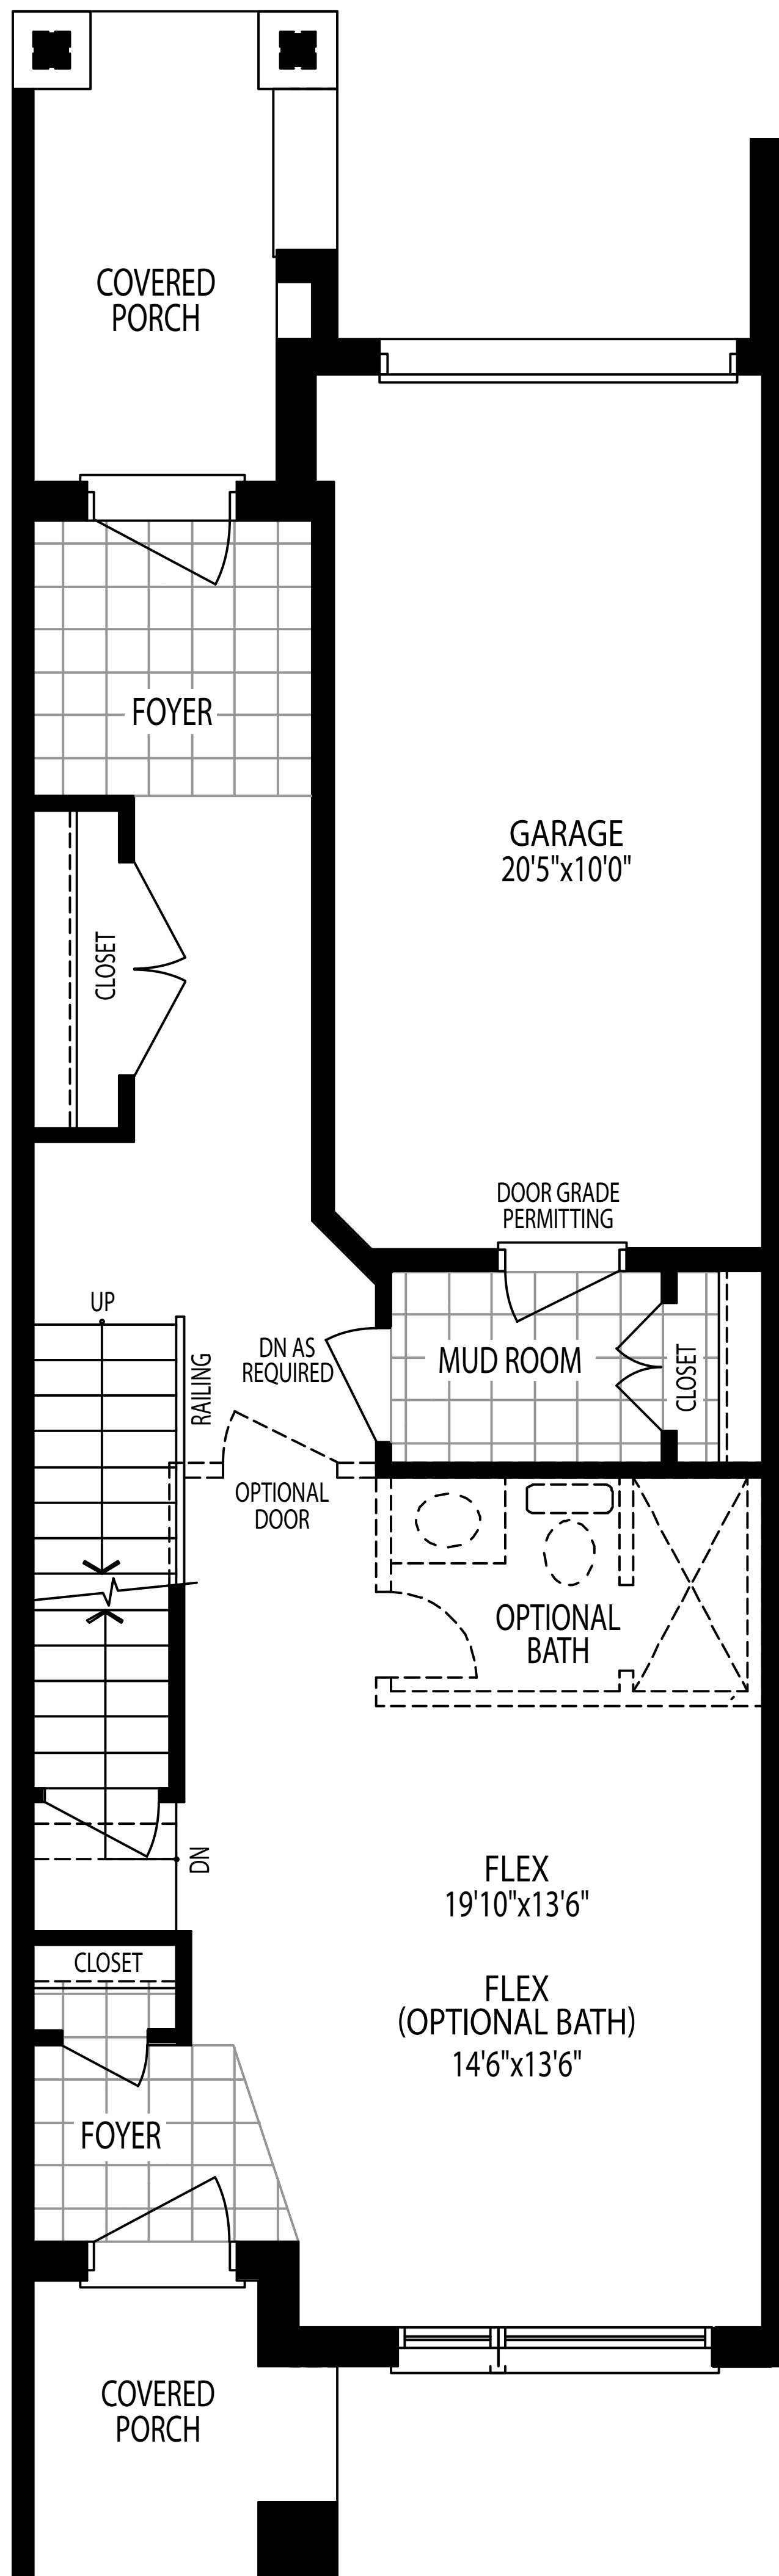 COVERED
PORCH
FOYER
GARAGE
20'5"x10'0"
CLOSET
DOOR GRADE
PERMITTING
UP
RAILING
DN AS
REQUIRED
MUD ROOM
CLOSET
OPTIONAL
DOOR
OPTIONAL
BATH
DN
FLEX
19'10"x13'6"
CLOSET
FLEX
(OPTIONAL BATH)
14'6"x13'6"
FOYER
COVERED
PORCH